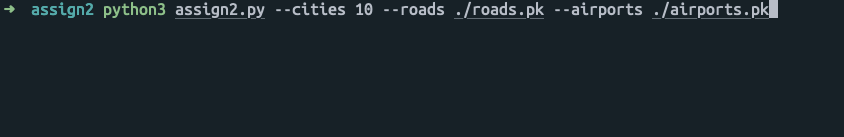 ➜ assign2 python3 assign2.py --cities 10 --roads ./roads.pk --airports ./airports.pk